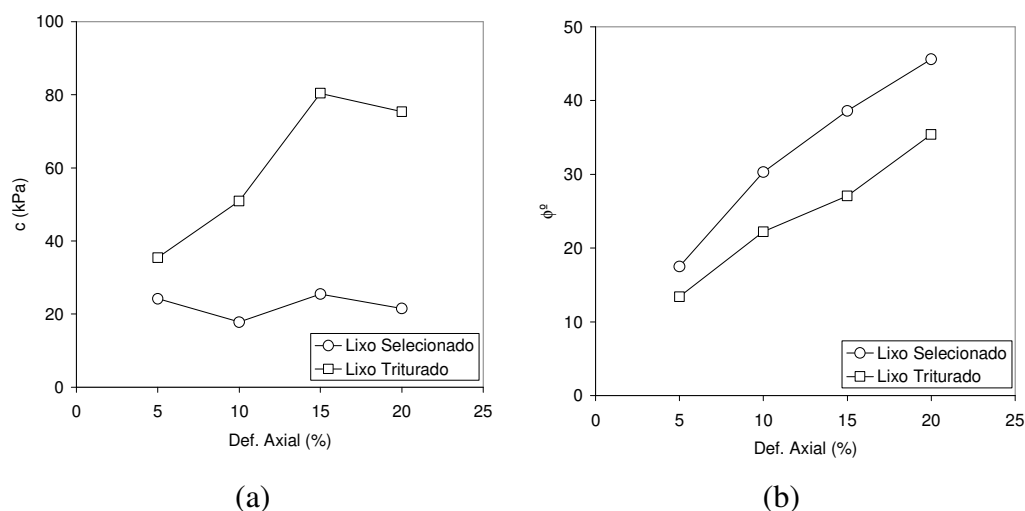 100
80
60
40
20
0
c (kPa)
0 5 10 15 20 25
Def. Axial (%)
Lixo Selecionado
Lixo Triturado
(a)
50
40
30
20
10
0
φº
0 5 10 15 20 25
Def. Axial (%)
Lixo Selecionado
Lixo Triturado
(b)